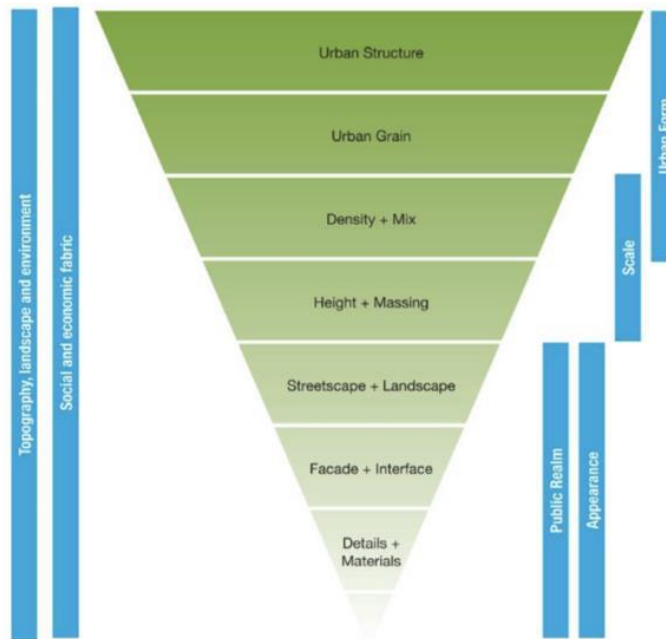 Urban Structure
Urban Grain
Density + Mix
Height + Massing
Streetscape + Landscape
Facade + Interface
Details +
Materials
Topography, landscape and environment
Social and economic fabric
Urban Form
Scale
Public Realm
Appearance